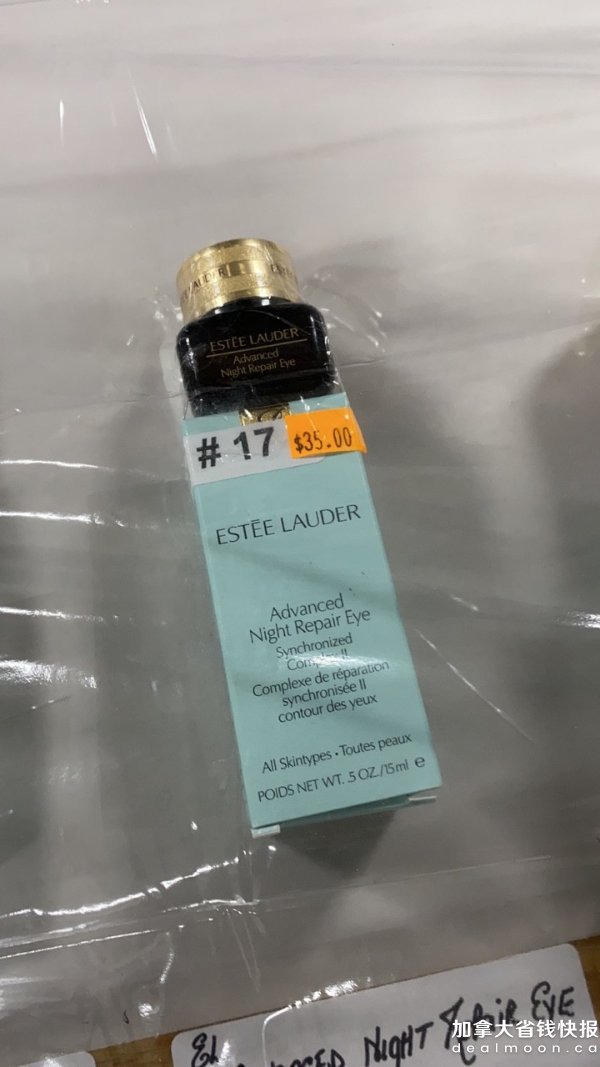 ESTĒE LAUDER
Advanced
Night Repair Eye
# 17
$35.00
ESTĒE LAUDER
Advanced
Night Repair Eye
Synchronized
Complex II
Complexe de réparation
synchronisée II
contour des yeux
All Skintypes • Toutes peaux
POIDS NET WT. .5 OZ./15 ml e
NIGHT REPAIR EYE
加拿大省钱快报
dealmoon.ca